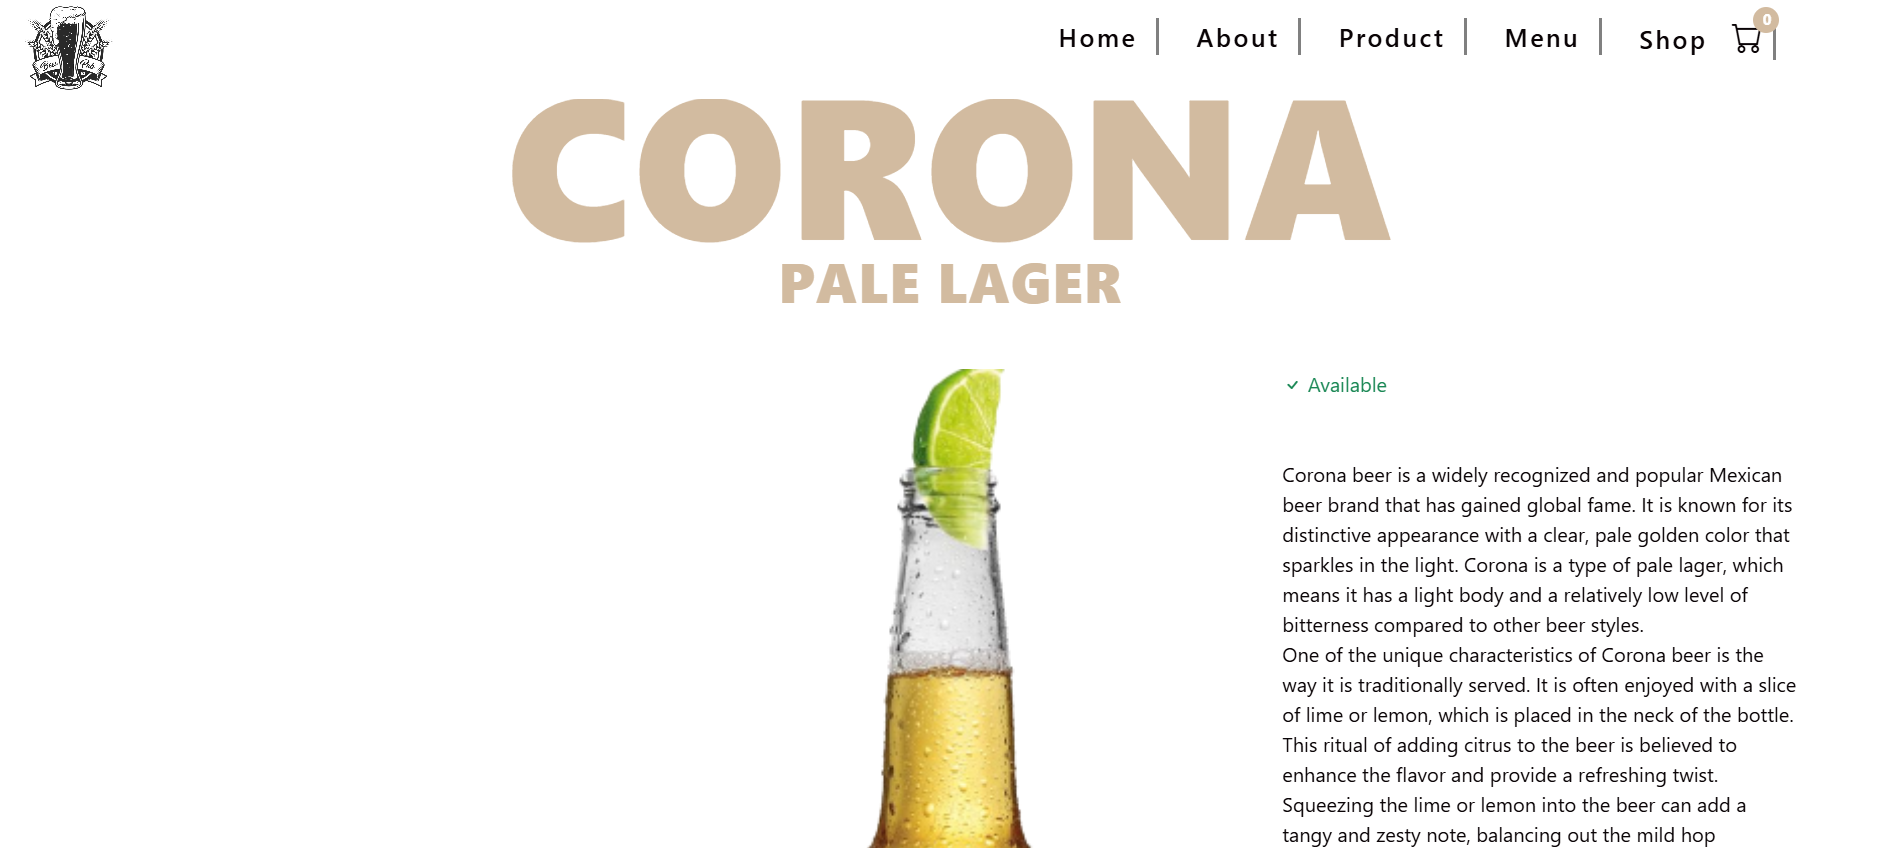 Beer Pub
Home
About
Product
Menu
Shop
0
CORONA
PALE LAGER
Available
Corona beer is a widely recognized and popular Mexican
beer brand that has gained global fame. It is known for its
distinctive appearance with a clear, pale golden color that
sparkles in the light. Corona is a type of pale lager, which
means it has a light body and a relatively low level of
bitterness compared to other beer styles.
One of the unique characteristics of Corona beer is the
way it is traditionally served. It is often enjoyed with a slice
of lime or lemon, which is placed in the neck of the bottle.
This ritual of adding citrus to the beer is believed to
enhance the flavor and provide a refreshing twist.
Squeezing the lime or lemon into the beer can add a
tangy and zesty note, balancing out the mild hop